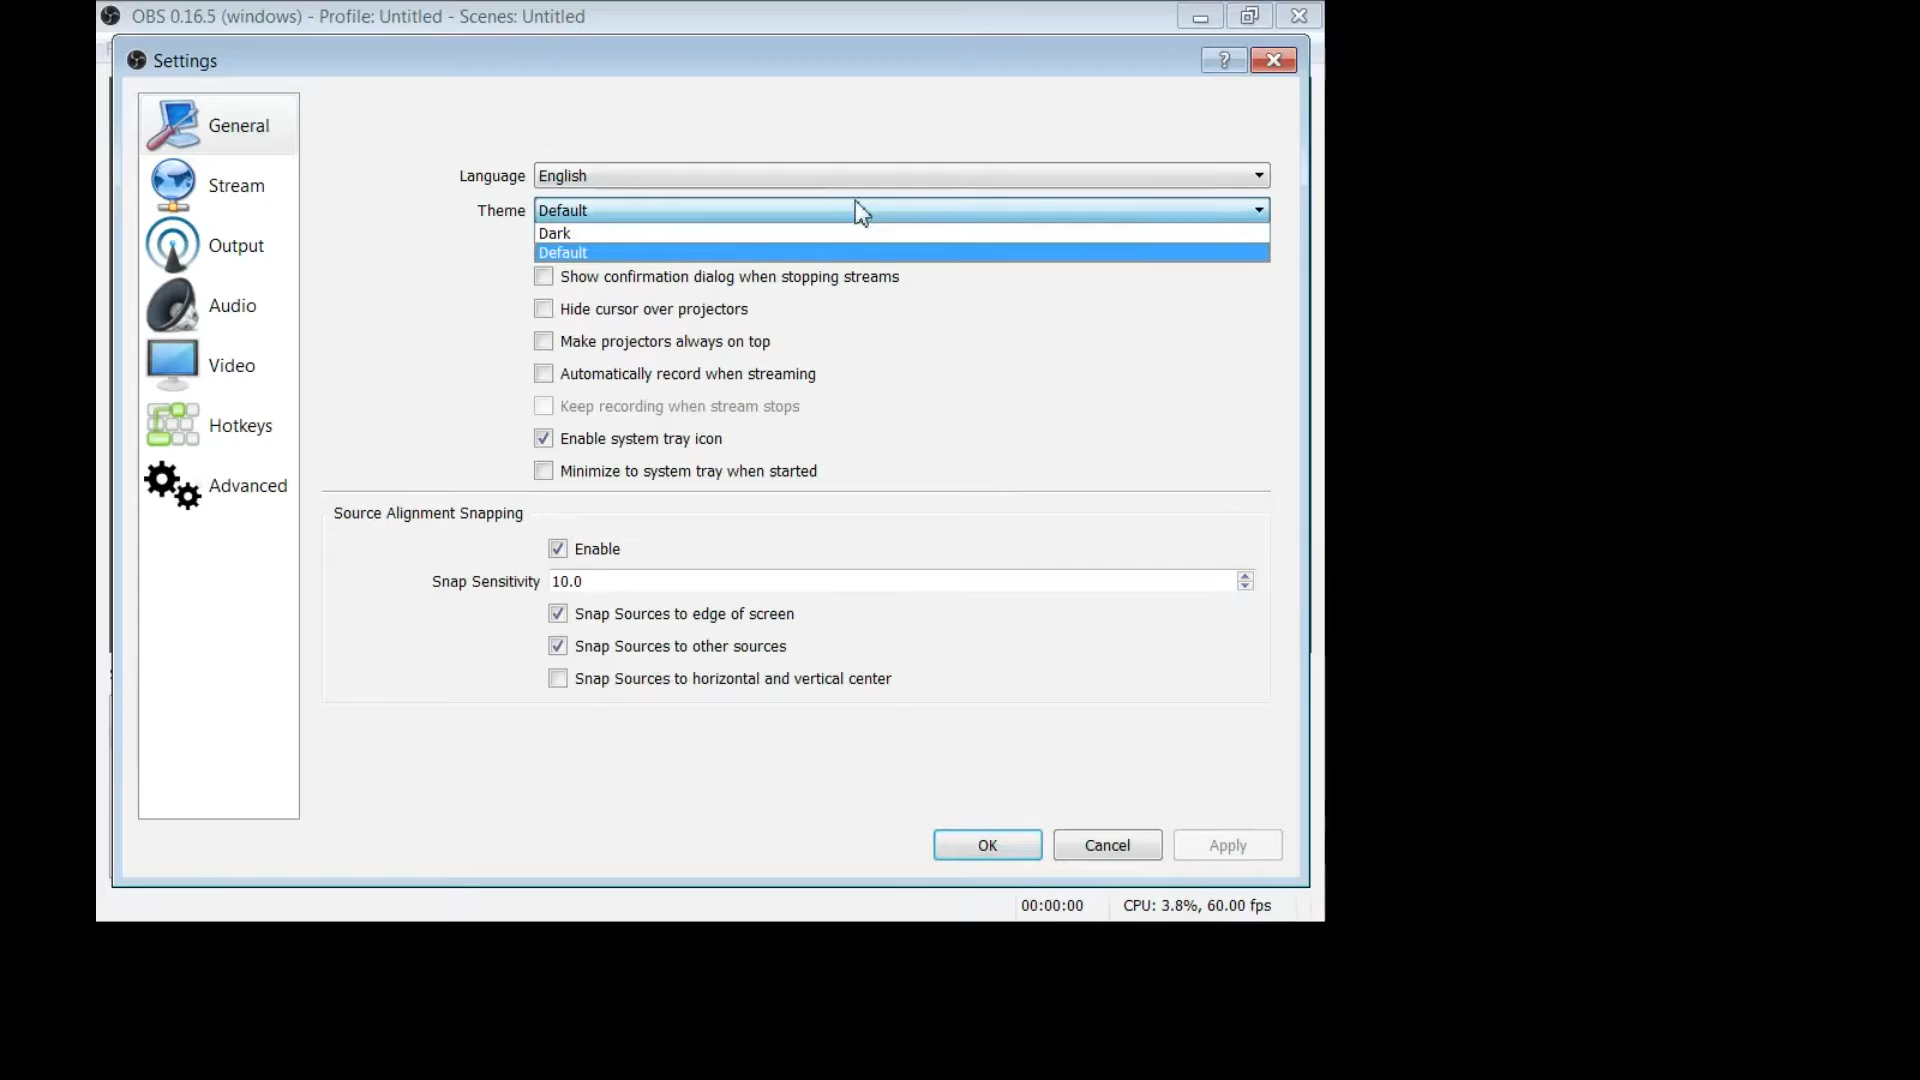 OBS 0.16.5 (windows) - Profile: Untitled - Scenes: Untitled
Settings
General
Stream
Output
Audio
Video
Hotkeys
Advanced
Language English
Theme Default
Dark
Default
Show confirmation dialog when stopping streams
Hide cursor over projectors
Make projectors always on top
Automatically record when streaming
Keep recording when stream stops
Enable system tray icon
Minimize to system tray when started
Source Alignment Snapping
Enable
Snap Sensitivity 10.0
Snap Sources to edge of screen
Snap Sources to other sources
Snap Sources to horizontal and vertical center
OK Cancel Apply
00:00:00 CPU: 3.8%, 60.00 fps